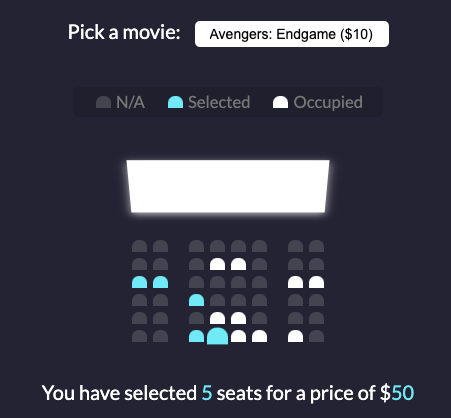 Pick a movie: Avengers: Endgame ($10)
N/A Selected Occupied
You have selected 5 seats for a price of $50